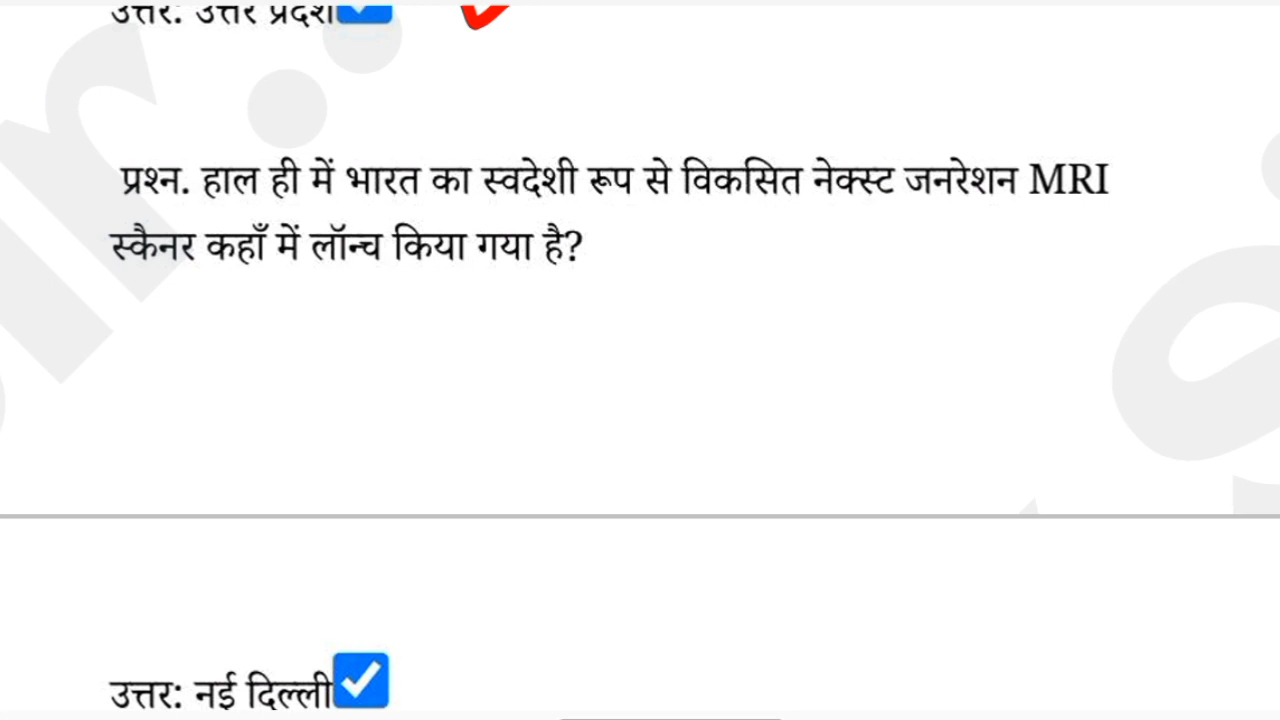 उत्तर: उत्तर प्रदेश
प्रश्न. हाल ही में भारत का स्वदेशी रूप से विकसित नेक्स्ट जनरेशन MRI
स्कैनर कहाँ में लॉन्च किया गया है?
उत्तर: नई दिल्ली